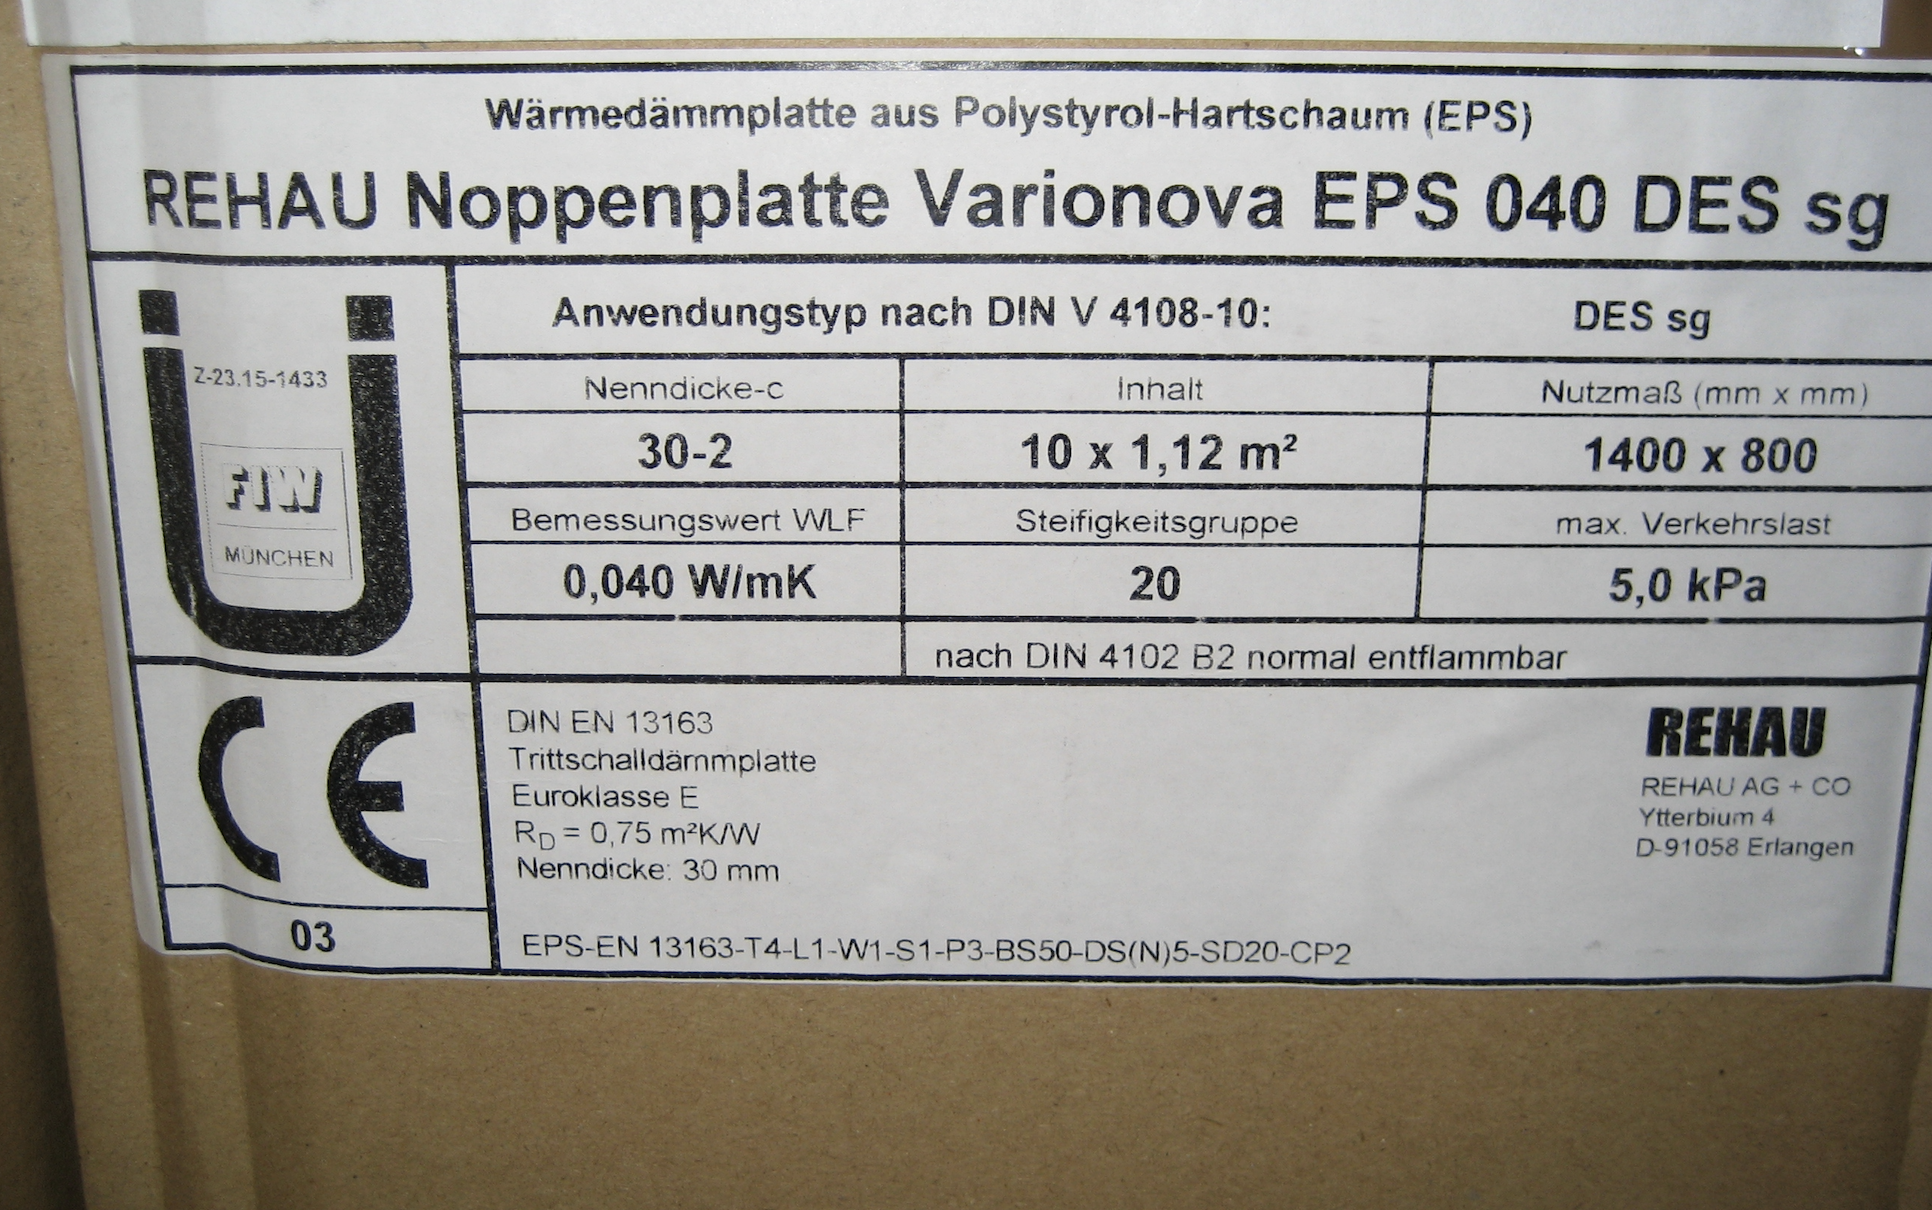 Wärmedämmplatte aus Polystyrol-Hartschaum (EPS)
REHAU Noppenplatte Varionova EPS 040 DES sg
Ü
Z-23.15-1433
FIW
MÜNCHEN
Anwendungstyp nach DIN V 4108-10: DES sg
Nenndicke-c Inhalt Nutzmaß (mm x mm)
30-2 10 x 1,12 m² 1400 x 800
Bemessungswert WLF Steifigkeitsgruppe max. Verkehrslast
0,040 W/mK 20 5,0 kPa
nach DIN 4102 B2 normal entflammbar
CE
03
DIN EN 13163
Trittschalldämmplatte
Euroklasse E
R_D = 0,75 m²K/W
Nenndicke: 30 mm
EPS-EN 13163-T4-L1-W1-S1-P3-BS50-DS(N)5-SD20-CP2
REHAU
REHAU AG + CO
Ytterbium 4
D-91058 Erlangen